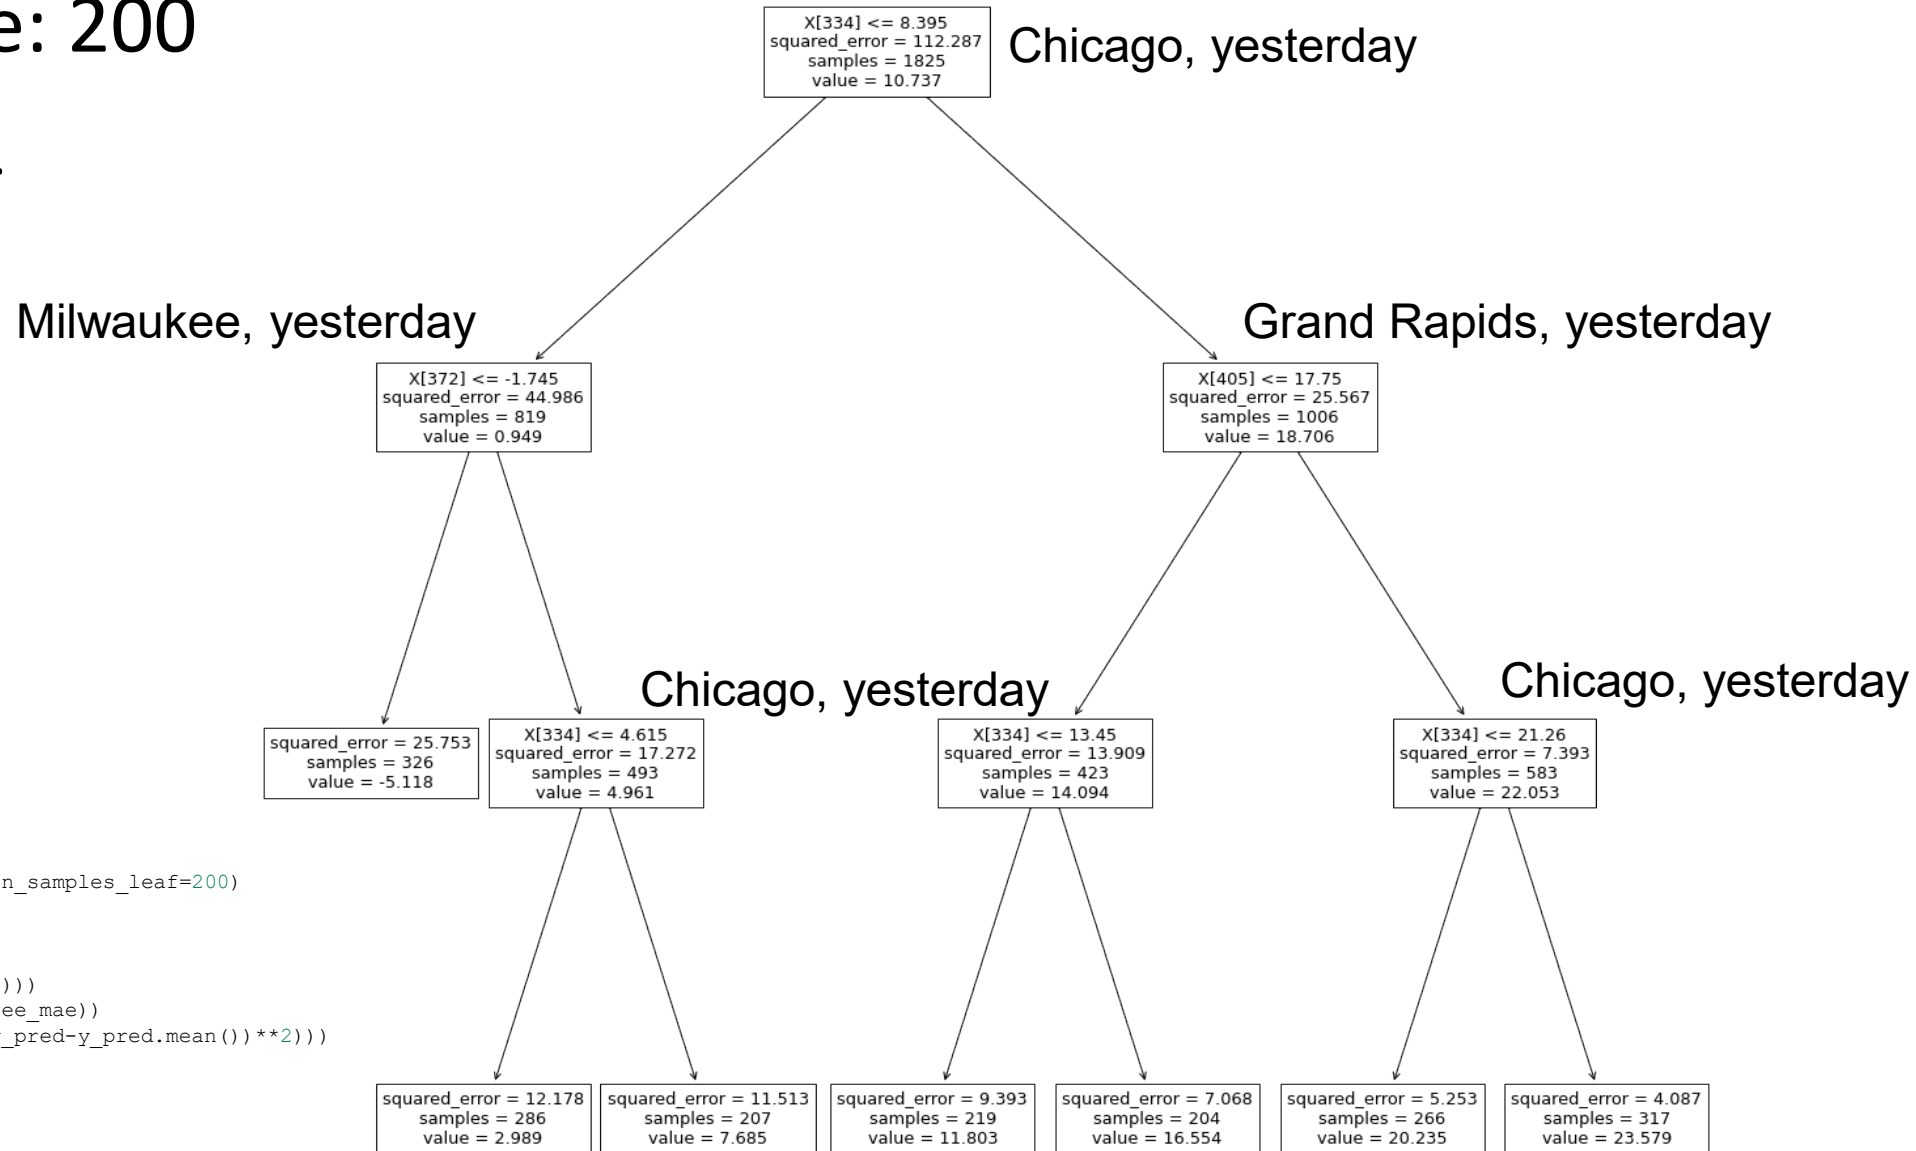 e: 200
.
X[334] <= 8.395
squared_error = 112.287
samples = 1825
value = 10.737
Chicago, yesterday
Milwaukee, yesterday
Grand Rapids, yesterday
X[372] <= -1.745
squared_error = 44.986
samples = 819
value = 0.949
X[405] <= 17.75
squared_error = 25.567
samples = 1006
value = 18.706
Chicago, yesterday
Chicago, yesterday
squared_error = 25.753
samples = 326
value = -5.118
X[334] <= 4.615
squared_error = 17.272
samples = 493
value = 4.961
X[334] <= 13.45
squared_error = 13.909
samples = 423
value = 14.094
X[334] <= 21.26
squared_error = 7.393
samples = 583
value = 22.053
n_samples_leaf=200)
)))
ee_mae))
_pred-y_pred.mean())**2)))
squared_error = 12.178
samples = 286
value = 2.989
squared_error = 11.513
samples = 207
value = 7.685
squared_error = 9.393
samples = 219
value = 11.803
squared_error = 7.068
samples = 204
value = 16.554
squared_error = 5.253
samples = 266
value = 20.235
squared_error = 4.087
samples = 317
value = 23.579